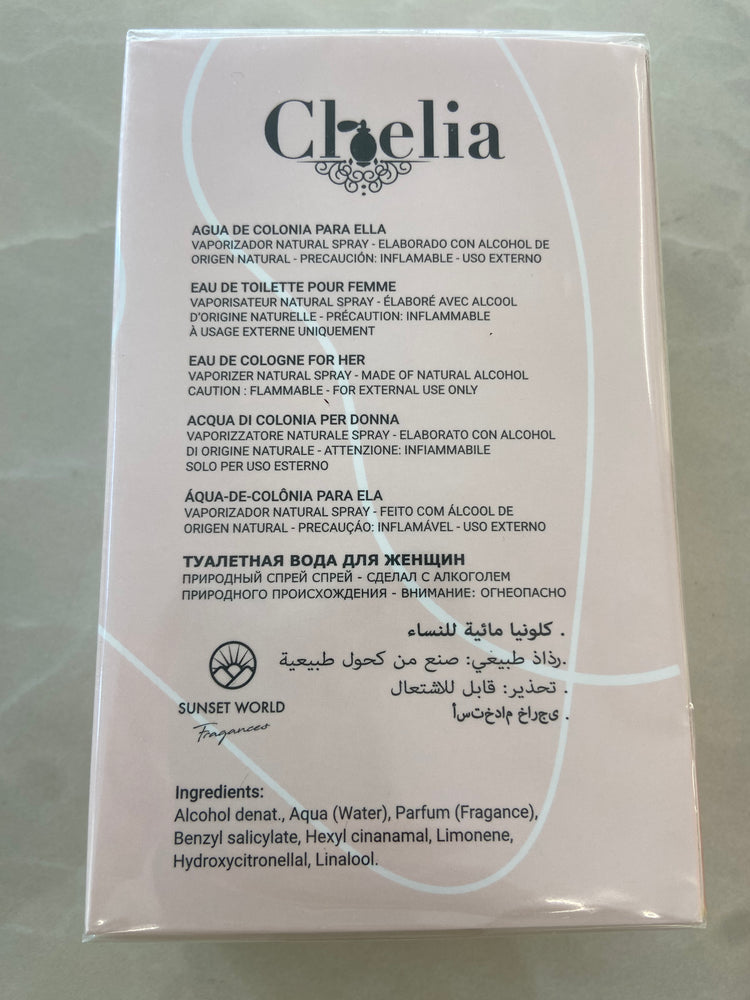 Chelia
AGUA DE COLONIA PARA ELLA
VAPORIZADOR NATURAL SPRAY - ELABORADO CON ALCOHOL DE
ORIGEN NATURAL - PRECAUCIÓN: INFLAMABLE - USO EXTERNO
EAU DE TOILETTE POUR FEMME
VAPORISATEUR NATURAL SPRAY - ÉLABORÉ AVEC ALCOOL
D'ORIGINE NATURELLE - PRÉCAUTION: INFLAMMABLE
À USAGE EXTERNE UNIQUEMENT
EAU DE COLOGNE FOR HER
VAPORIZER NATURAL SPRAY - MADE OF NATURAL ALCOHOL
CAUTION : FLAMMABLE - FOR EXTERNAL USE ONLY
ACQUA DI COLONIA PER DONNA
VAPORIZZATORE NATURALE SPRAY - ELABORATO CON ALCOHOL
DI ORIGINE NATURALE - ATTENZIONE: INFIAMMABILE
SOLO PER USO ESTERNO
ÁQUA-DE-COLÔNIA PARA ELA
VAPORIZADOR NATURAL SPRAY - FEITO COM ÁLCOOL DE
ORIGEN NATURAL - PRECAUÇÁO: INFLAMÁVEL - USO EXTERNO
ТУАЛЕТНАЯ ВОДА ДЛЯ ЖЕНЩИН
ПРИРОДНЫЙ СПРЕЙ СПРЕЙ - СДЕЛАЛ С АЛКОГОЛЕМ
ПРИРОДНОГО ПРОИСХОЖДЕНИЯ - ВНИМАНИЕ: ОГНЕОПАСНО
. كلونيا مائية للنساء
.رذاذ طبيغي: صنع من كحول طبيعية
. تحذير: قابل للاشتعال
. ىجراخ مادختسأ
SUNSET WORLD
Fragances
Ingredients:
Alcohol denat., Aqua (Water), Parfum (Fragance),
Benzyl salicylate, Hexyl cinanamal, Limonene,
Hydroxycitronellal, Linalool.